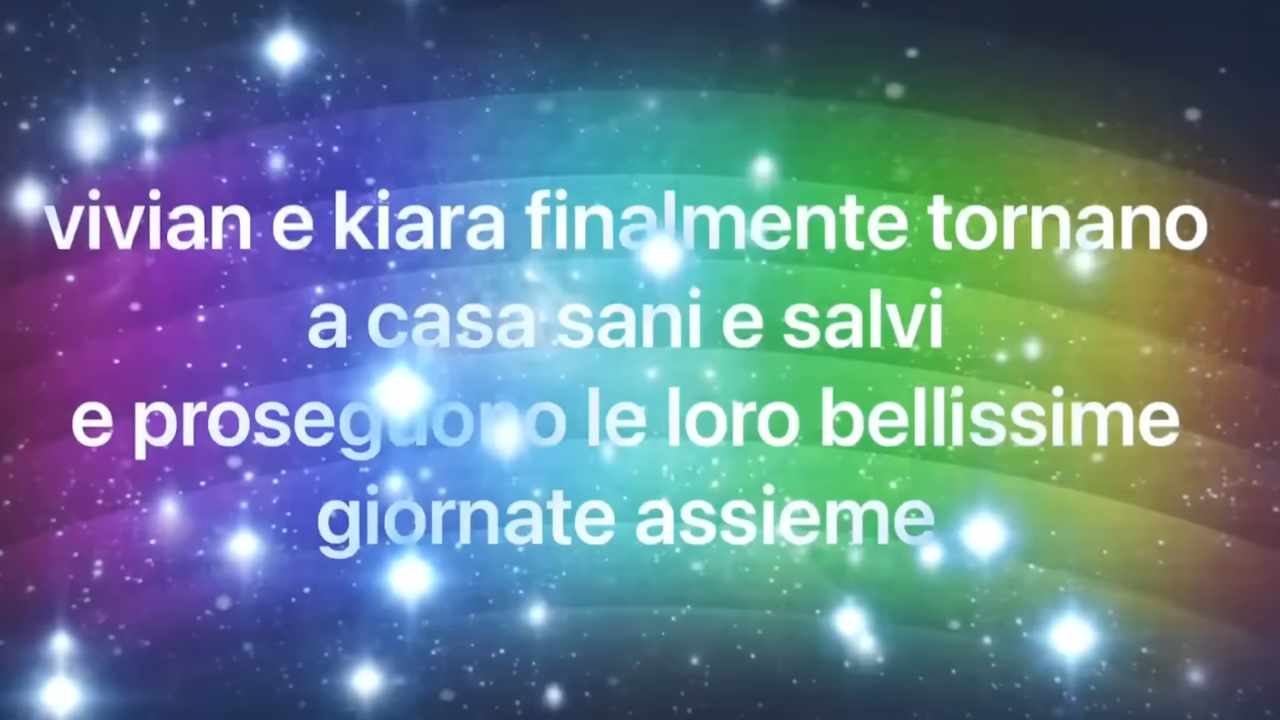 vivian e kiara finalmente tornano
a casa sani e salvi
e proseguono le loro bellissime
giornate assieme